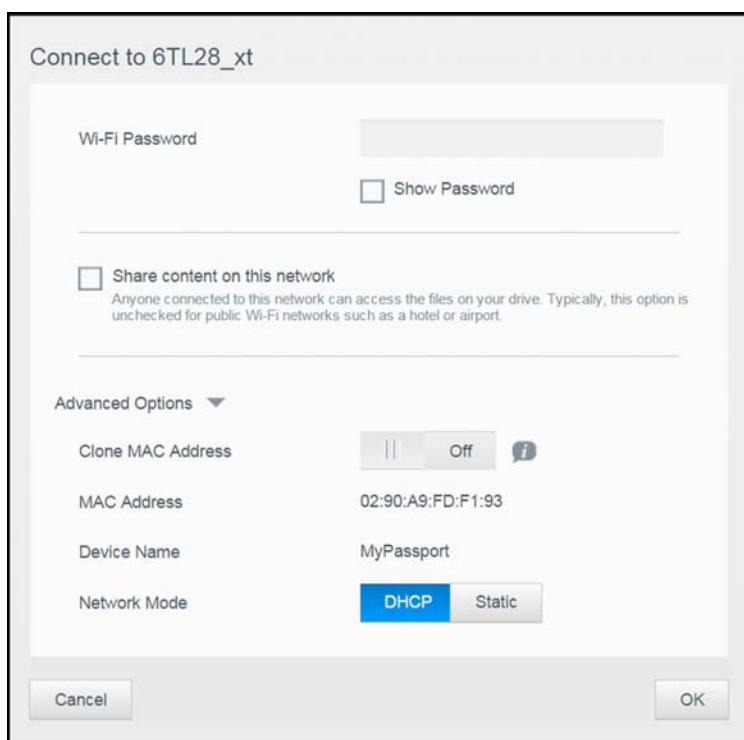 Connect to 6TL28_xt
Wi-Fi Password
Show Password
Share content on this network
Anyone connected to this network can access the files on your drive. Typically, this option is
unchecked for public Wi-Fi networks such as a hotel or airport.
Advanced Options
Clone MAC Address Off
MAC Address 02:90:A9:FD:F1:93
Device Name MyPassport
Network Mode DHCP Static
Cancel OK